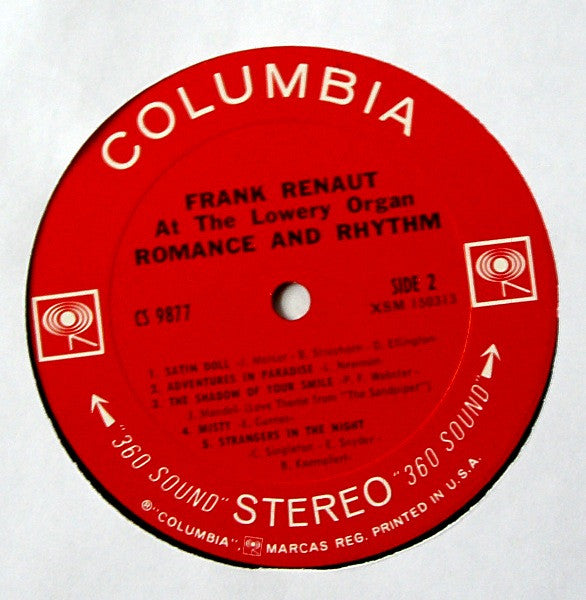 COLUMBIA
FRANK RENAUT
At The Lowery Organ
ROMANCE AND RHYTHM
CS 9877
SIDE 2
XSM 150313
1. SATIN DOLL - J. Mercer - B. Strayhorn - D. Ellington
2. ADVENTURES IN PARADISE - L. Newman
3. THE SHADOW OF YOUR SMILE - P. F. Webster -
J. Mandel (Love Theme from "The Sandpiper")
4. MISTY - E. Garner
5. STRANGERS IN THE NIGHT
C. Singleton - E. Snyder -
B. Kaempfert
"360 SOUND" STEREO "360 SOUND"
® "COLUMBIA", MARCAS REG. PRINTED IN U.S.A.